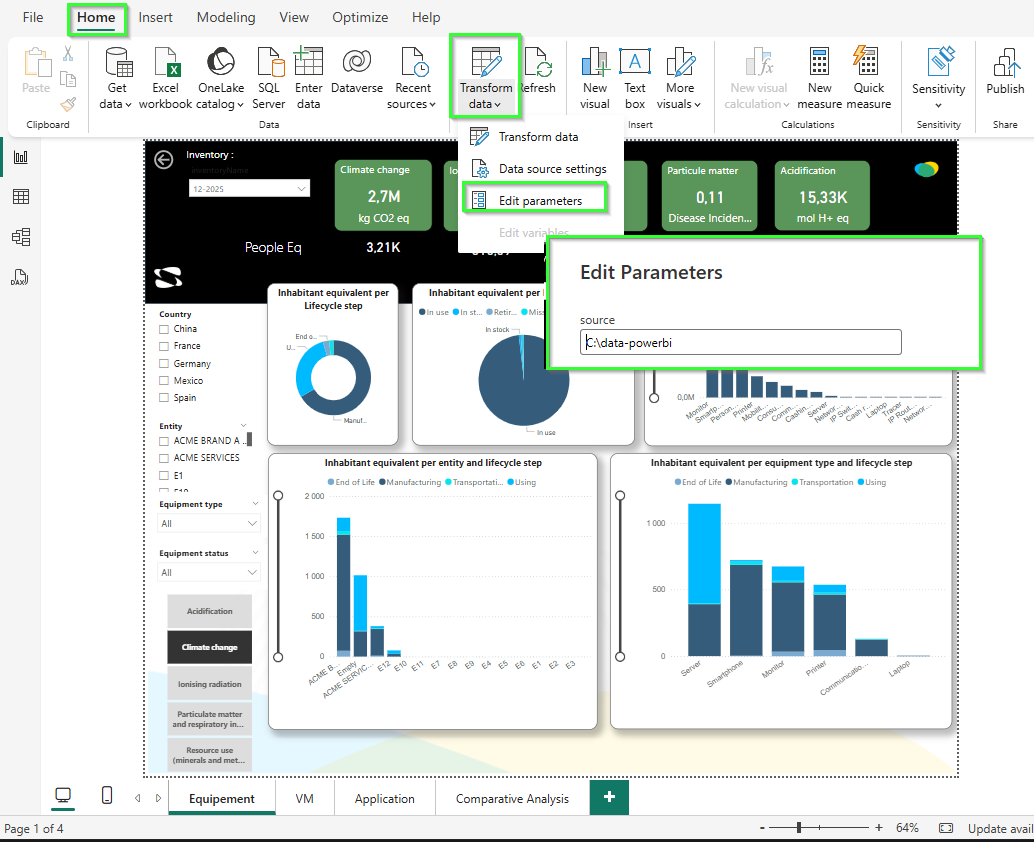 File
Home
Insert
Modeling
View
Optimize
Help
Paste
Get data
Excel workbook
OneLake catalog
SQL Server
Enter data
Dataverse
Recent sources
Transform data
Refresh
New visual
Text box
More visuals
New visual calculation
New measure
Quick measure
Sensitivity
Publish
Clipboard
Data
Insert
Calculations
Sensitivity
Share
Transform data
Data source settings
Edit parameters
Edit variables
Edit Parameters
source
C:\data-powerbi
Inventory :
InventoryName
12-2025
Climate change
2,7M
kg CO2 eq
Particule matter
0,11
Disease Inciden...
Acidification
15,33K
mol H+ eq
People Eq
3,21K
Country
China
France
Germany
Mexico
Spain
Entity
ACME BRAND A ...
ACME SERVICES
E1
E10
Equipment type
All
Equipment status
All
Acidification
Climate change
Ionising radiation
Particulate matter
and respiratory in...
Resource use
(minerals and met...
Inhabitant equivalent per
Lifecycle step
End o...
U...
Manuf...
Inhabitant equivalent per
In use
In st...
Retir...
In stock
In use
0,0M
Monitor
Smartp...
Person...
Printer
Mobile...
Consu...
Comm...
Cashin...
Server
Networ...
IP Swit...
Cash r...
Laptop
Tracer
IP Rout...
Networ...
Inhabitant equivalent per entity and lifecycle step
End of Life
Manufacturing
Transportati...
Using
2 000
1 500
1 000
500
0
ACME B...
Empty
ACME SERVIC...
E12
E10
E11
E7
E8
E9
E4
E5
E6
E1
E2
E3
Inhabitant equivalent per equipment type and lifecycle step
End of Life
Manufacturing
Transportation
Using
1 000
500
0
Server
Smartphone
Monitor
Printer
Communicatio...
Laptop
Equipement
VM
Application
Comparative Analysis
+
Page 1 of 4
- + 64%
Update avai